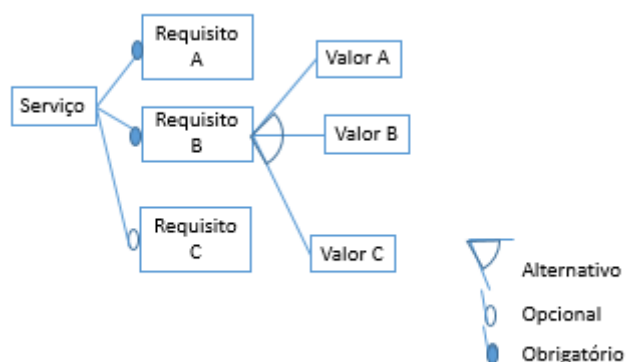 Requisito
A
Valor A
Serviço
Requisito
B
Valor B
Requisito
C
Valor C
Alternativo
Opcional
Obrigatório